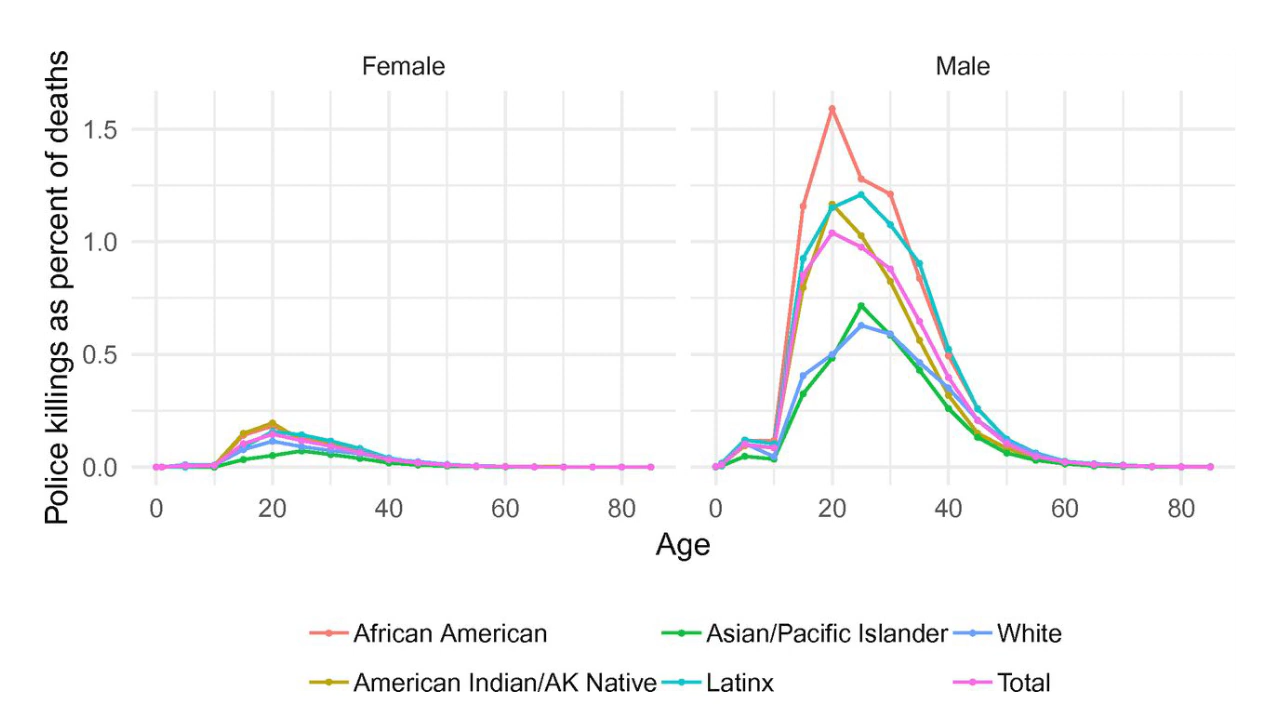 Female
Male
Police killings as percent of deaths
1.5
1.0
0.5
0.0
0 20 40 60 80
0 20 40 60 80
Age
African American
Asian/Pacific Islander
White
American Indian/AK Native
Latinx
Total